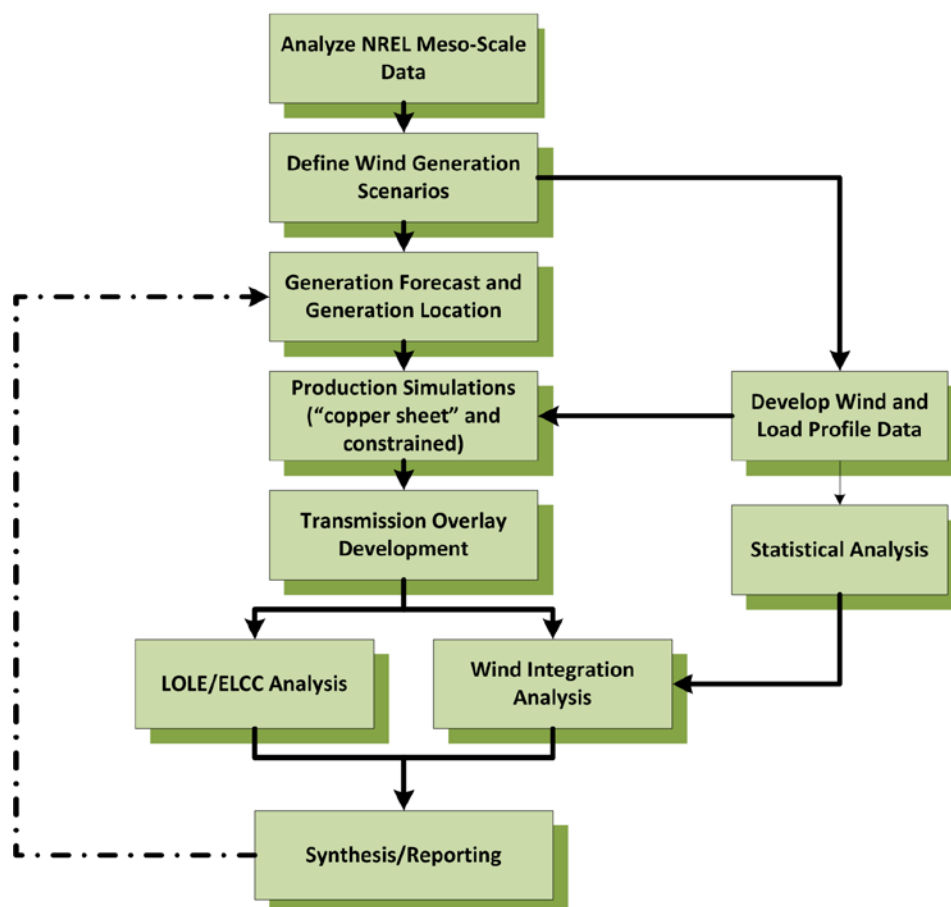 Analyze NREL Meso-Scale
Data
Define Wind Generation
Scenarios
Generation Forecast and
Generation Location
Production Simulations
(“copper sheet” and
constrained)
Develop Wind and
Load Profile Data
Transmission Overlay
Development
Statistical Analysis
LOLE/ELCC Analysis
Wind Integration
Analysis
Synthesis/Reporting